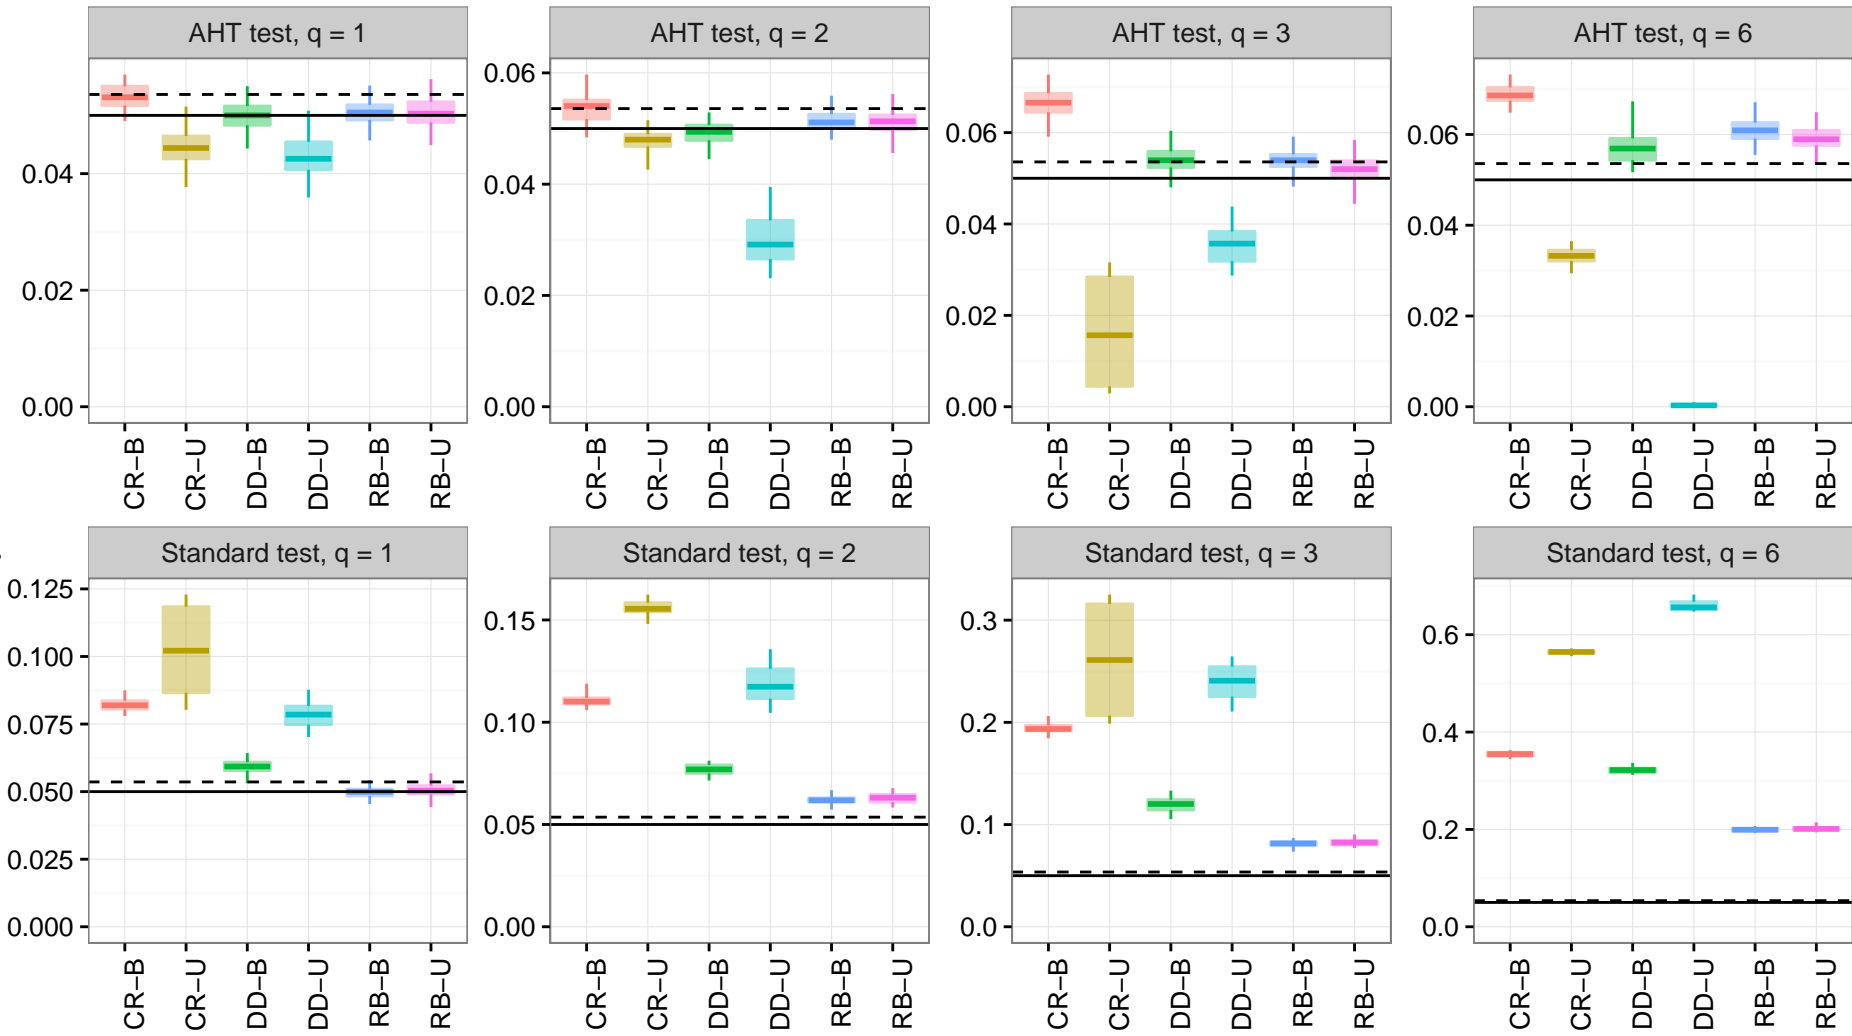 AHT test, q = 1
AHT test, q = 2
AHT test, q = 3
AHT test, q = 6
0.04
0.02
0.00
0.06
0.04
0.02
0.00
0.06
0.04
0.02
0.00
0.06
0.04
0.02
0.00
CR−B CR−U DD−B DD−U RB−B RB−U
CR−B CR−U DD−B DD−U RB−B RB−U
CR−B CR−U DD−B DD−U RB−B RB−U
CR−B CR−U DD−B DD−U RB−B RB−U
Standard test, q = 1
Standard test, q = 2
Standard test, q = 3
Standard test, q = 6
0.125
0.100
0.075
0.050
0.025
0.000
0.15
0.10
0.05
0.00
0.3
0.2
0.1
0.0
0.6
0.4
0.2
0.0
CR−B CR−U DD−B DD−U RB−B RB−U
CR−B CR−U DD−B DD−U RB−B RB−U
CR−B CR−U DD−B DD−U RB−B RB−U
CR−B CR−U DD−B DD−U RB−B RB−U